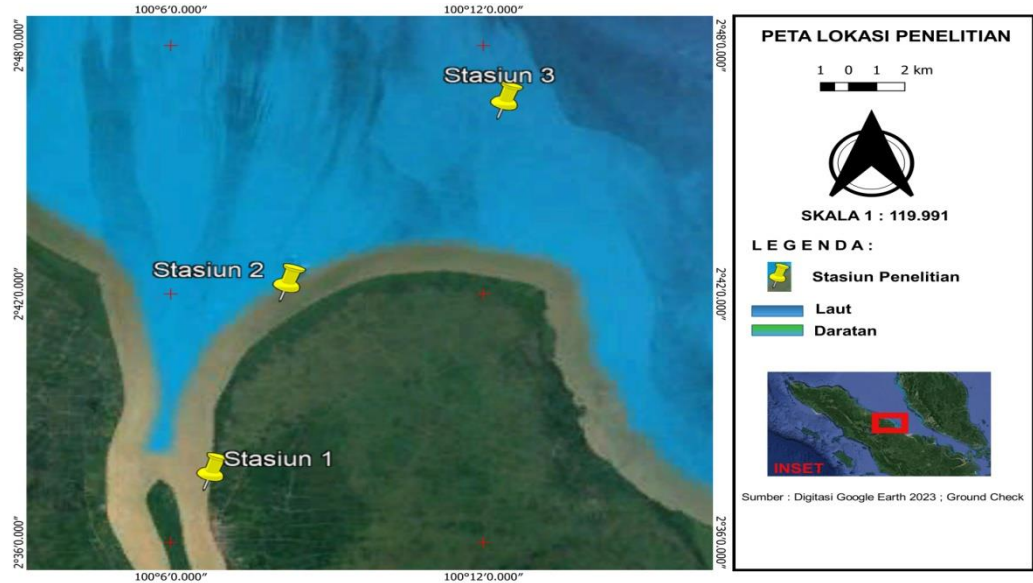 100°6'0.000" 100°12'0.000"
2°48'0.000" 2°48'0.000"
Stasiun 3
Stasiun 2
2°42'0.000" 2°42'0.000"
Stasiun 1
2°36'0.000" 2°36'0.000"
100°6'0.000" 100°12'0.000"
PETA LOKASI PENELITIAN
1 0 1 2 km
SKALA 1 : 119.991
L E G E N D A :
Stasiun Penelitian
Laut
Daratan
INSET
Sumber : Digitasi Google Earth 2023 ; Ground Check